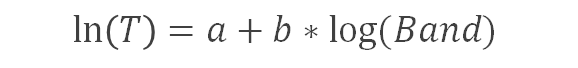 ln(T) = a + b * log(Band)